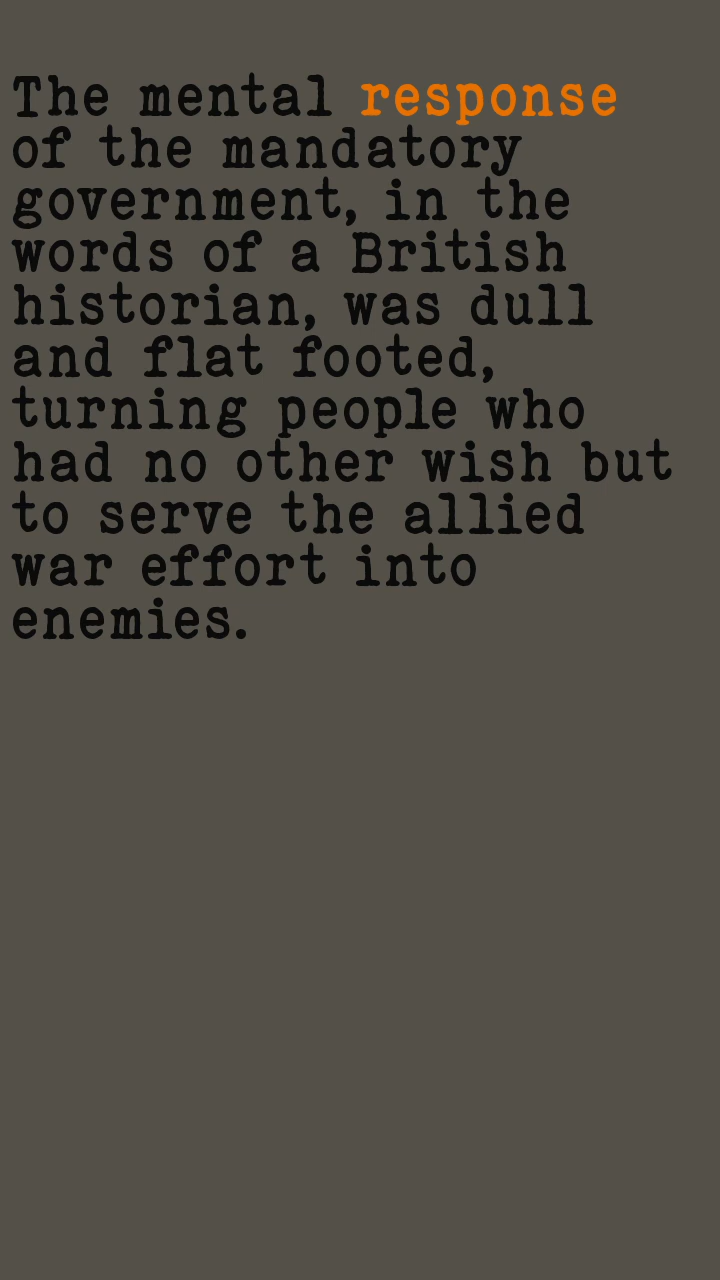 The mental response
of the mandatory
government, in the
words of a British
historian, was dull
and flat footed,
turning people who
had no other wish but
to serve the allied
war effort into
enemies.